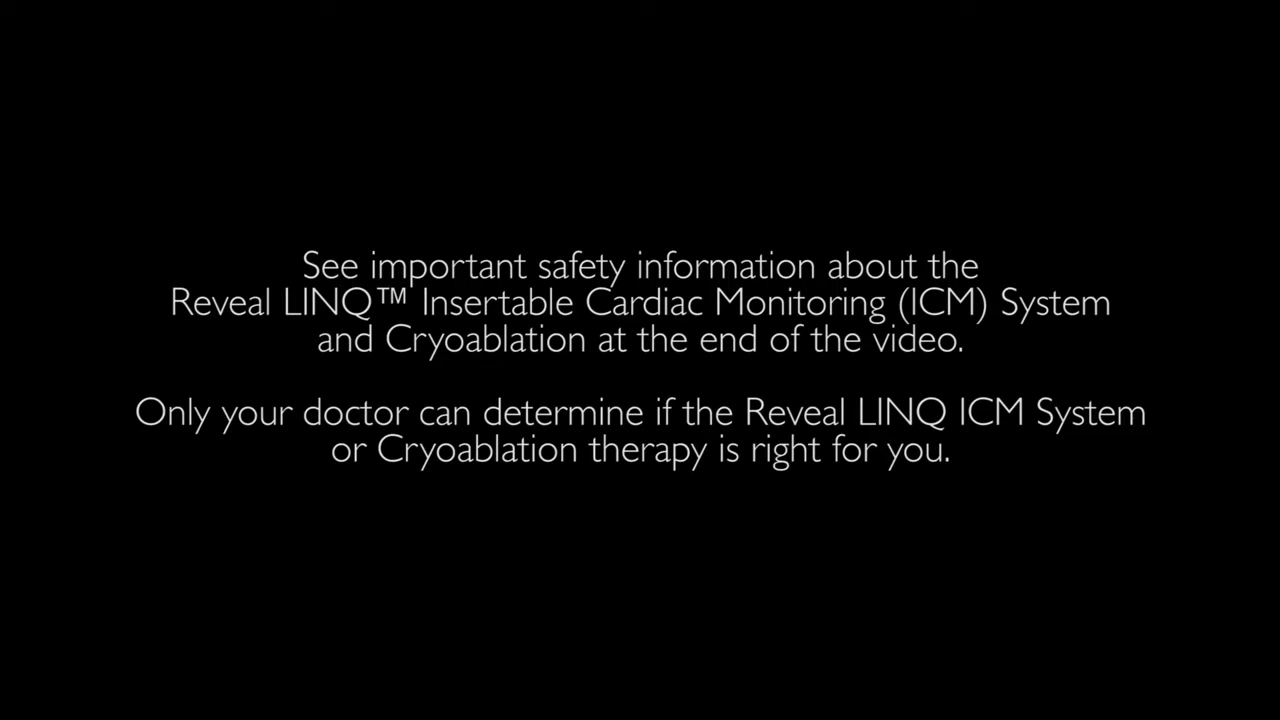 See important safety information about the
Reveal LINQ™ Insertable Cardiac Monitoring (ICM) System
and Cryoablation at the end of the video.
Only your doctor can determine if the Reveal LINQ ICM System
or Cryoablation therapy is right for you.